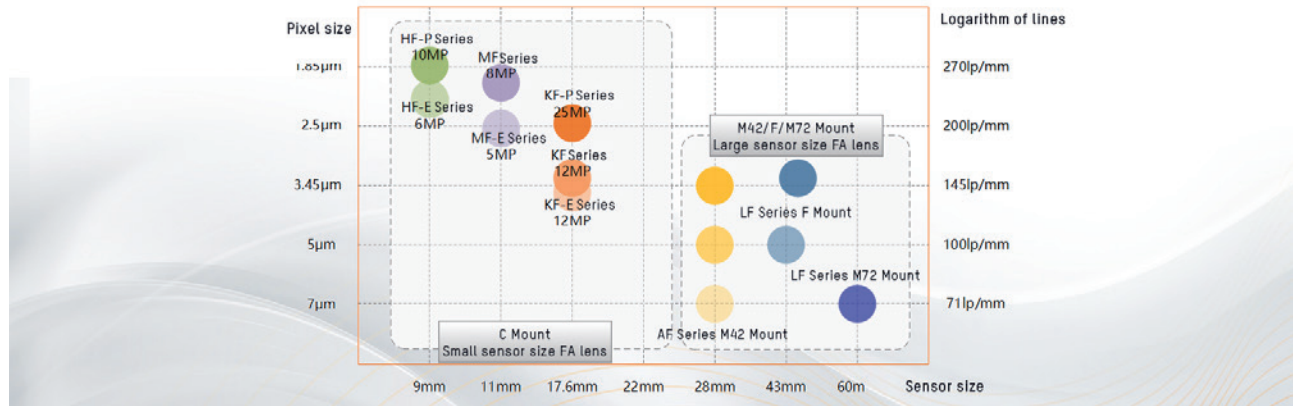 Pixel size
Logarithm of lines
HF-P Series
10MP
MFSeries
8MP
1.85µm
270lp/mm
KF-P Series
25MP
HF-E Series
6MP
2.5µm
200lp/mm
MF-E Series
5MP
M42/F/M72 Mount
Large sensor size FA lens
KFSeries
12MP
3.45µm
145lp/mm
KF-E Series
12MP
LF Series F Mount
5µm
100lp/mm
LF Series M72 Mount
7µm
71lp/mm
C Mount
Small sensor size FA lens
AF Series M42 Mount
9mm
11mm
17.6mm
22mm
28mm
43mm
60m
Sensor size